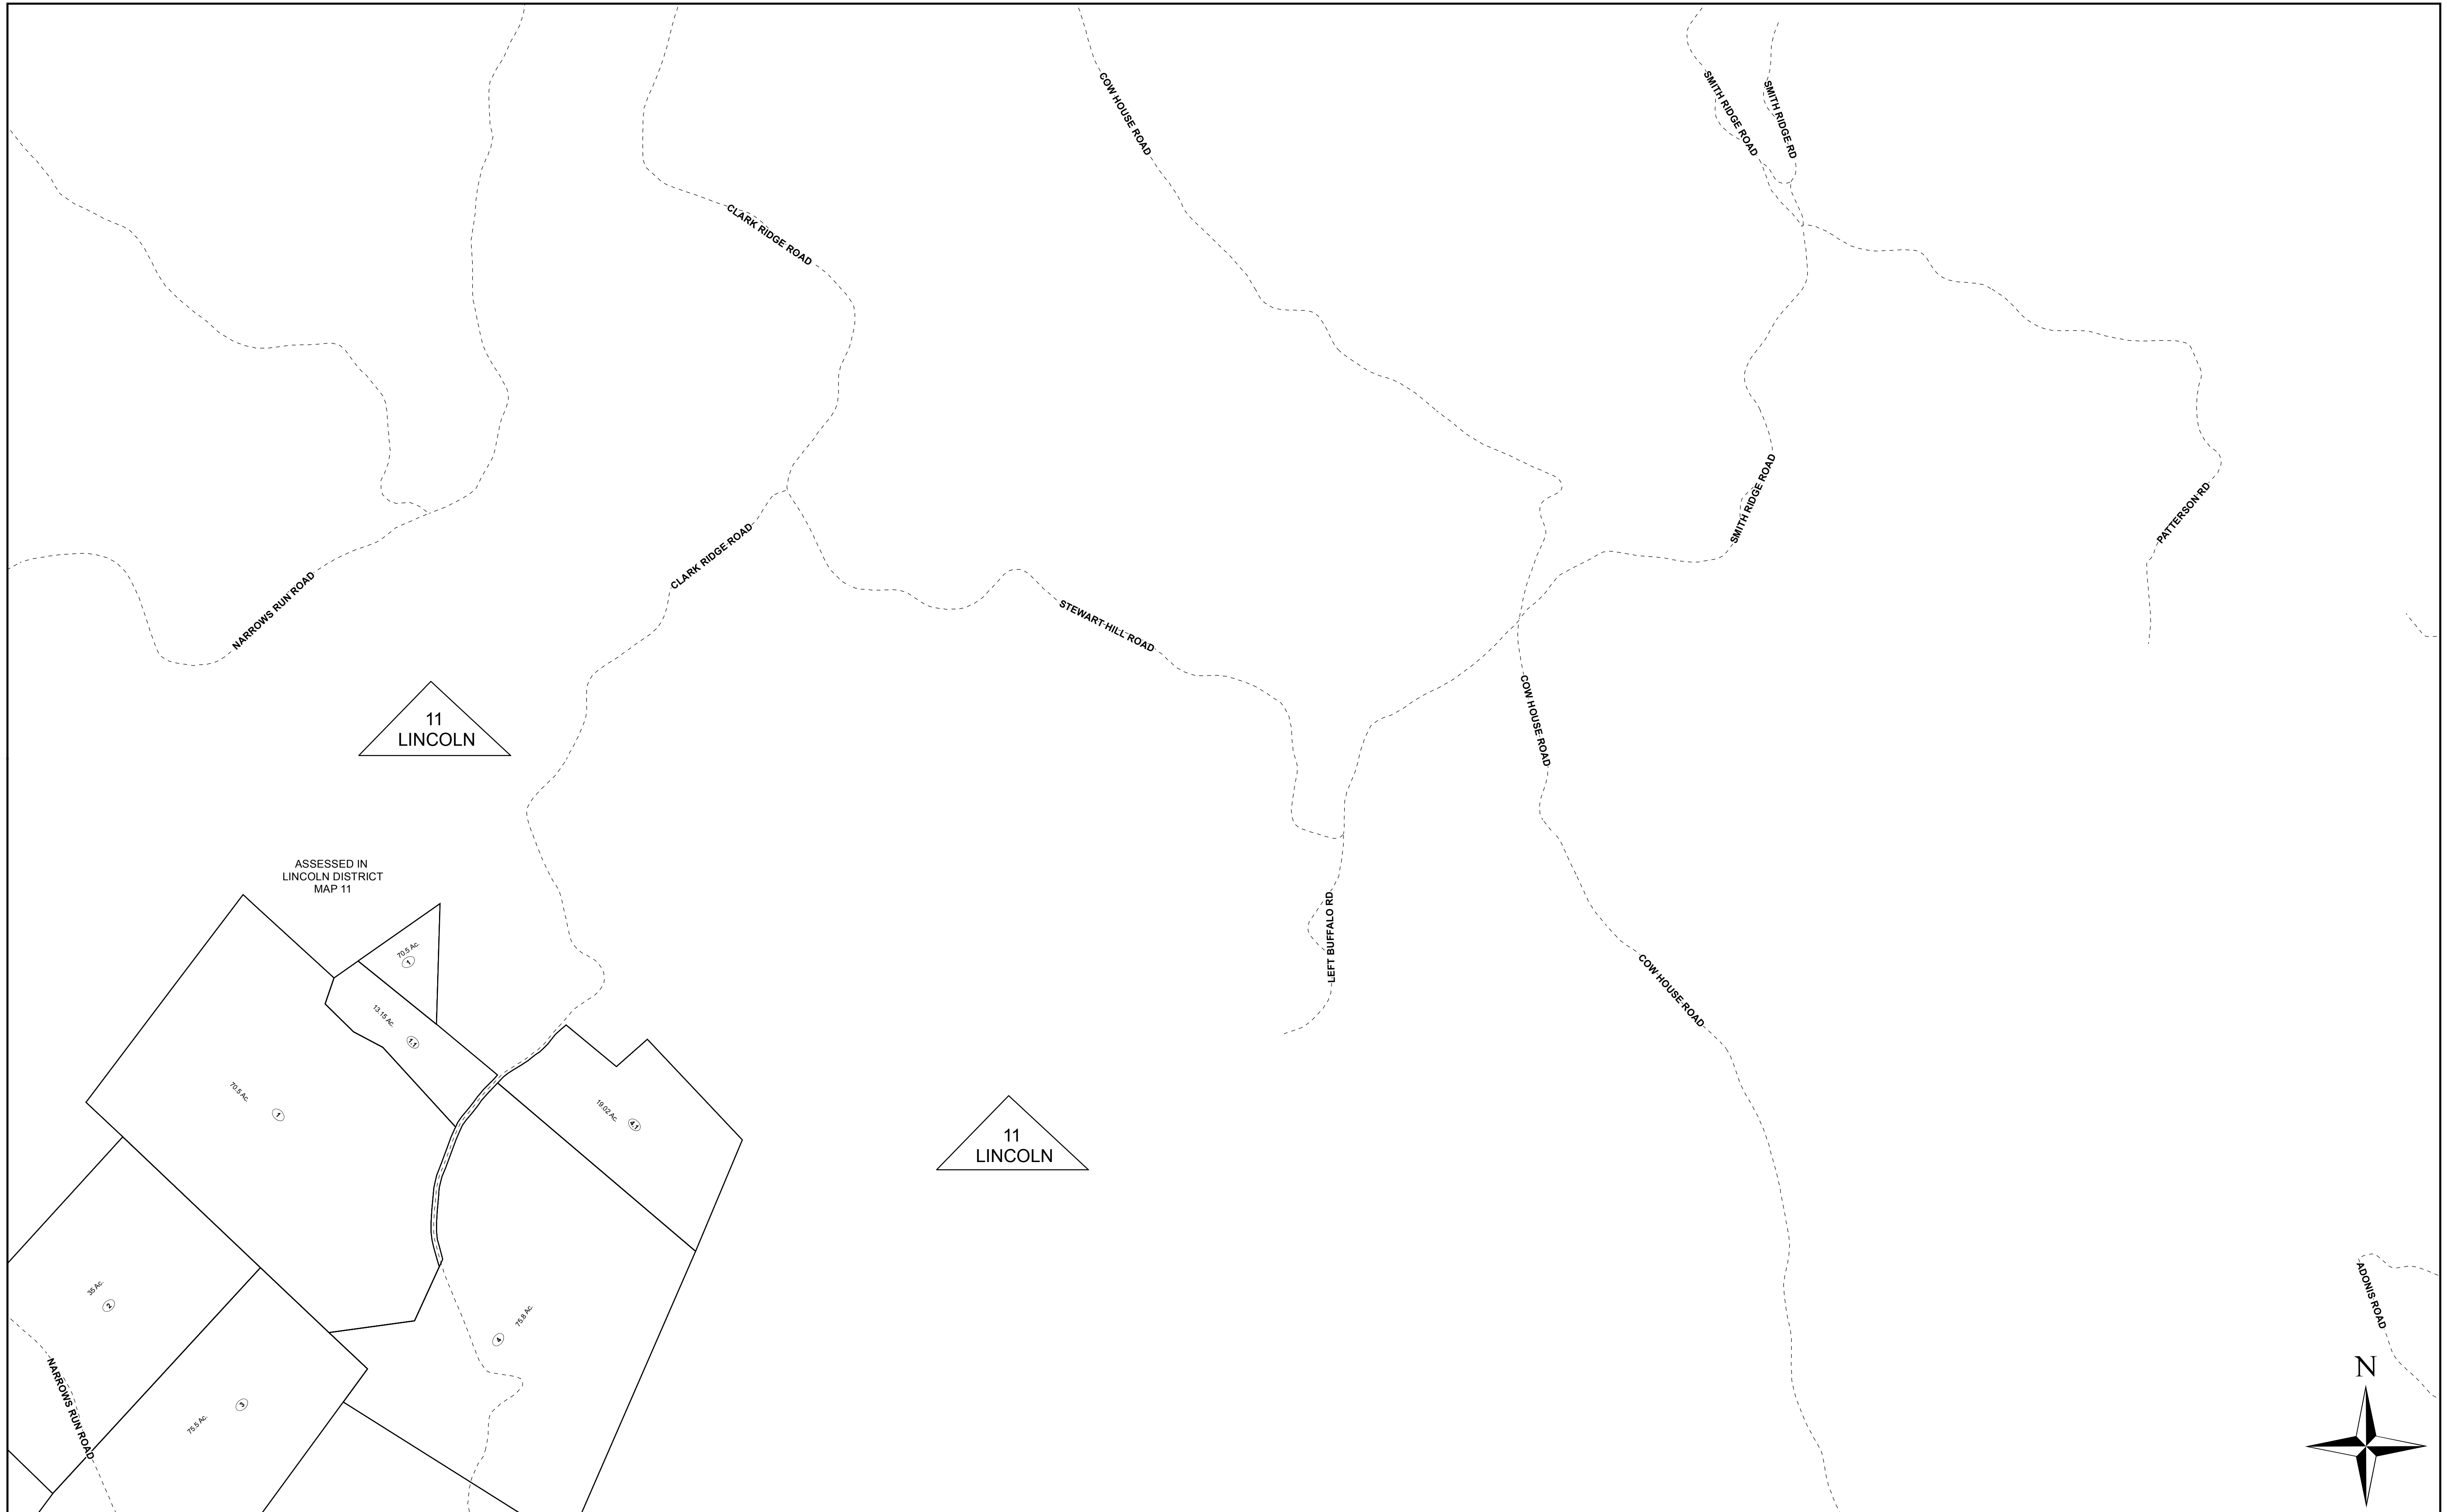 COW HOUSE ROAD
SMITH RIDGE ROAD
SMITH RIDGE RD
CLARK RIDGE ROAD
SMITH RIDGE ROAD
PATTERSON RD
CLARK RIDGE ROAD
NARROWS RUN ROAD
STEWART HILL ROAD
COW HOUSE ROAD
11
LINCOLN
ASSESSED IN
LINCOLN DISTRICT
MAP 11
LEFT BUFFALO RD
70.5 Ac.
1
COW HOUSE ROAD
13.15 Ac.
1.1
70.5 Ac.
1
19.02 Ac.
4.1
11
LINCOLN
35 Ac.
2
75.8 Ac.
4
ADONIS ROAD
NARROWS RUN ROAD
75.5 Ac.
3
N